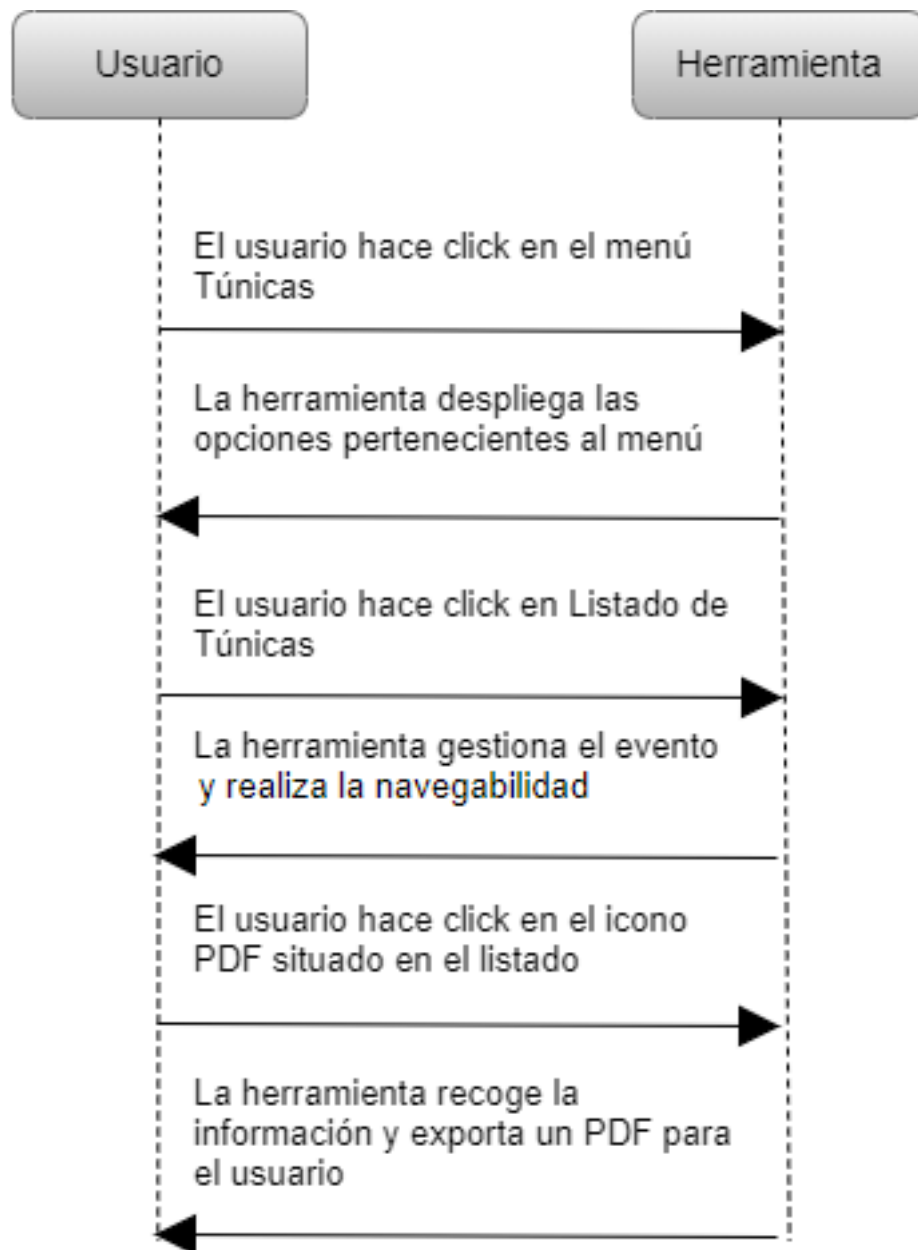 Usuario
Herramienta
El usuario hace click en el menú
Túnicas
La herramienta despliega las
opciones pertenecientes al menú
El usuario hace click en Listado de
Túnicas
La herramienta gestiona el evento
y realiza la navegabilidad
El usuario hace click en el icono
PDF situado en el listado
La herramienta recoge la
información y exporta un PDF para
el usuario